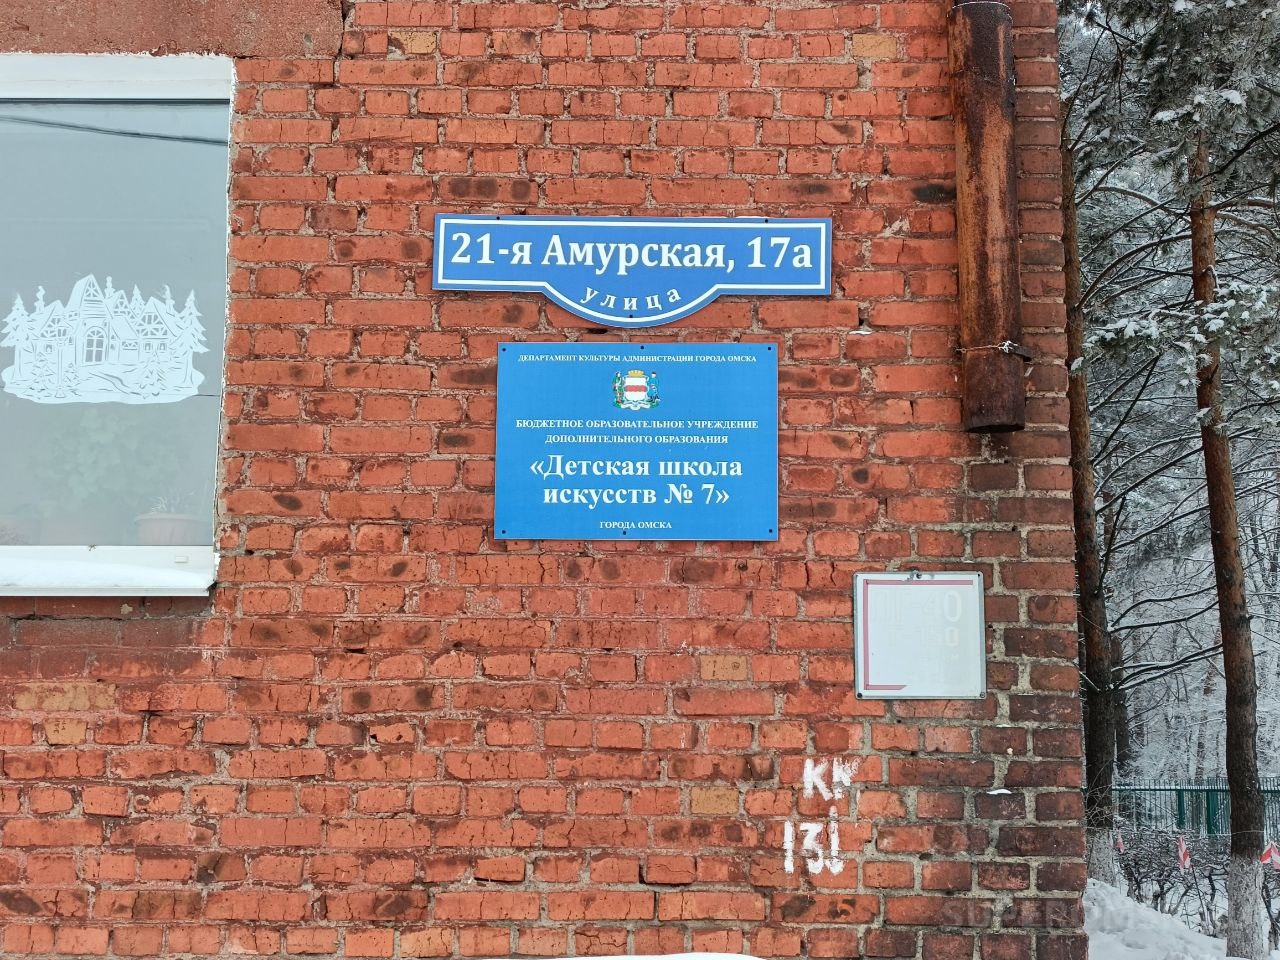 21-я Амурская, 17а
улица
ДЕПАРТАМЕНТ КУЛЬТУРЫ АДМИНИСТРАЦИИ ГОРОДА ОМСКА
БЮДЖЕТНОЕ ОБРАЗОВАТЕЛЬНОЕ УЧРЕЖДЕНИЕ
ДОПОЛНИТЕЛЬНОГО ОБРАЗОВАНИЯ
«Детская школа
искусств № 7»
ГОРОДА ОМСКА
КК
131